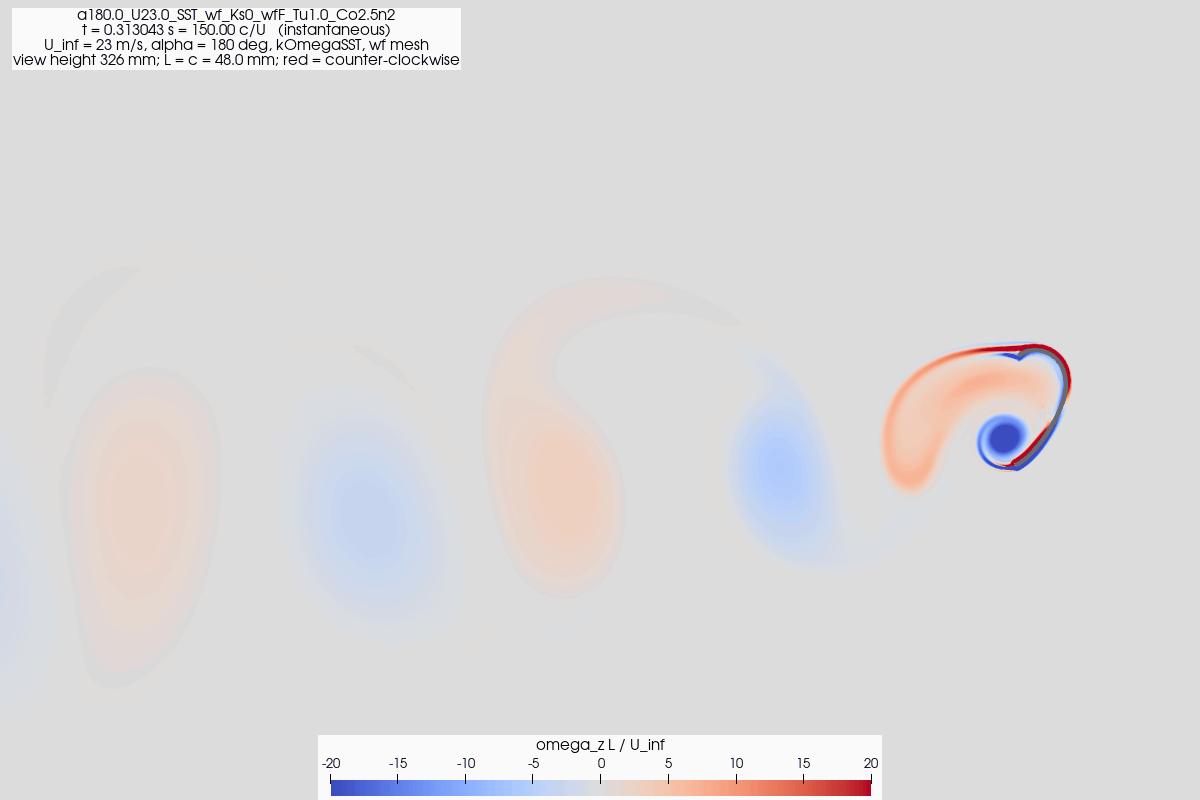 a180.0_U23.0_SST_wf_Ks0_wfF_Tu1.0_Co2.5n2
t = 0.313043 s = 150.00 c/U   (instantaneous)
U_inf = 23 m/s, alpha = 180 deg, kOmegaSST, wf mesh
view height 326 mm; L = c = 48.0 mm; red = counter-clockwise
omega_z L / U_inf
-20 -15 -10 -5 0 5 10 15 20